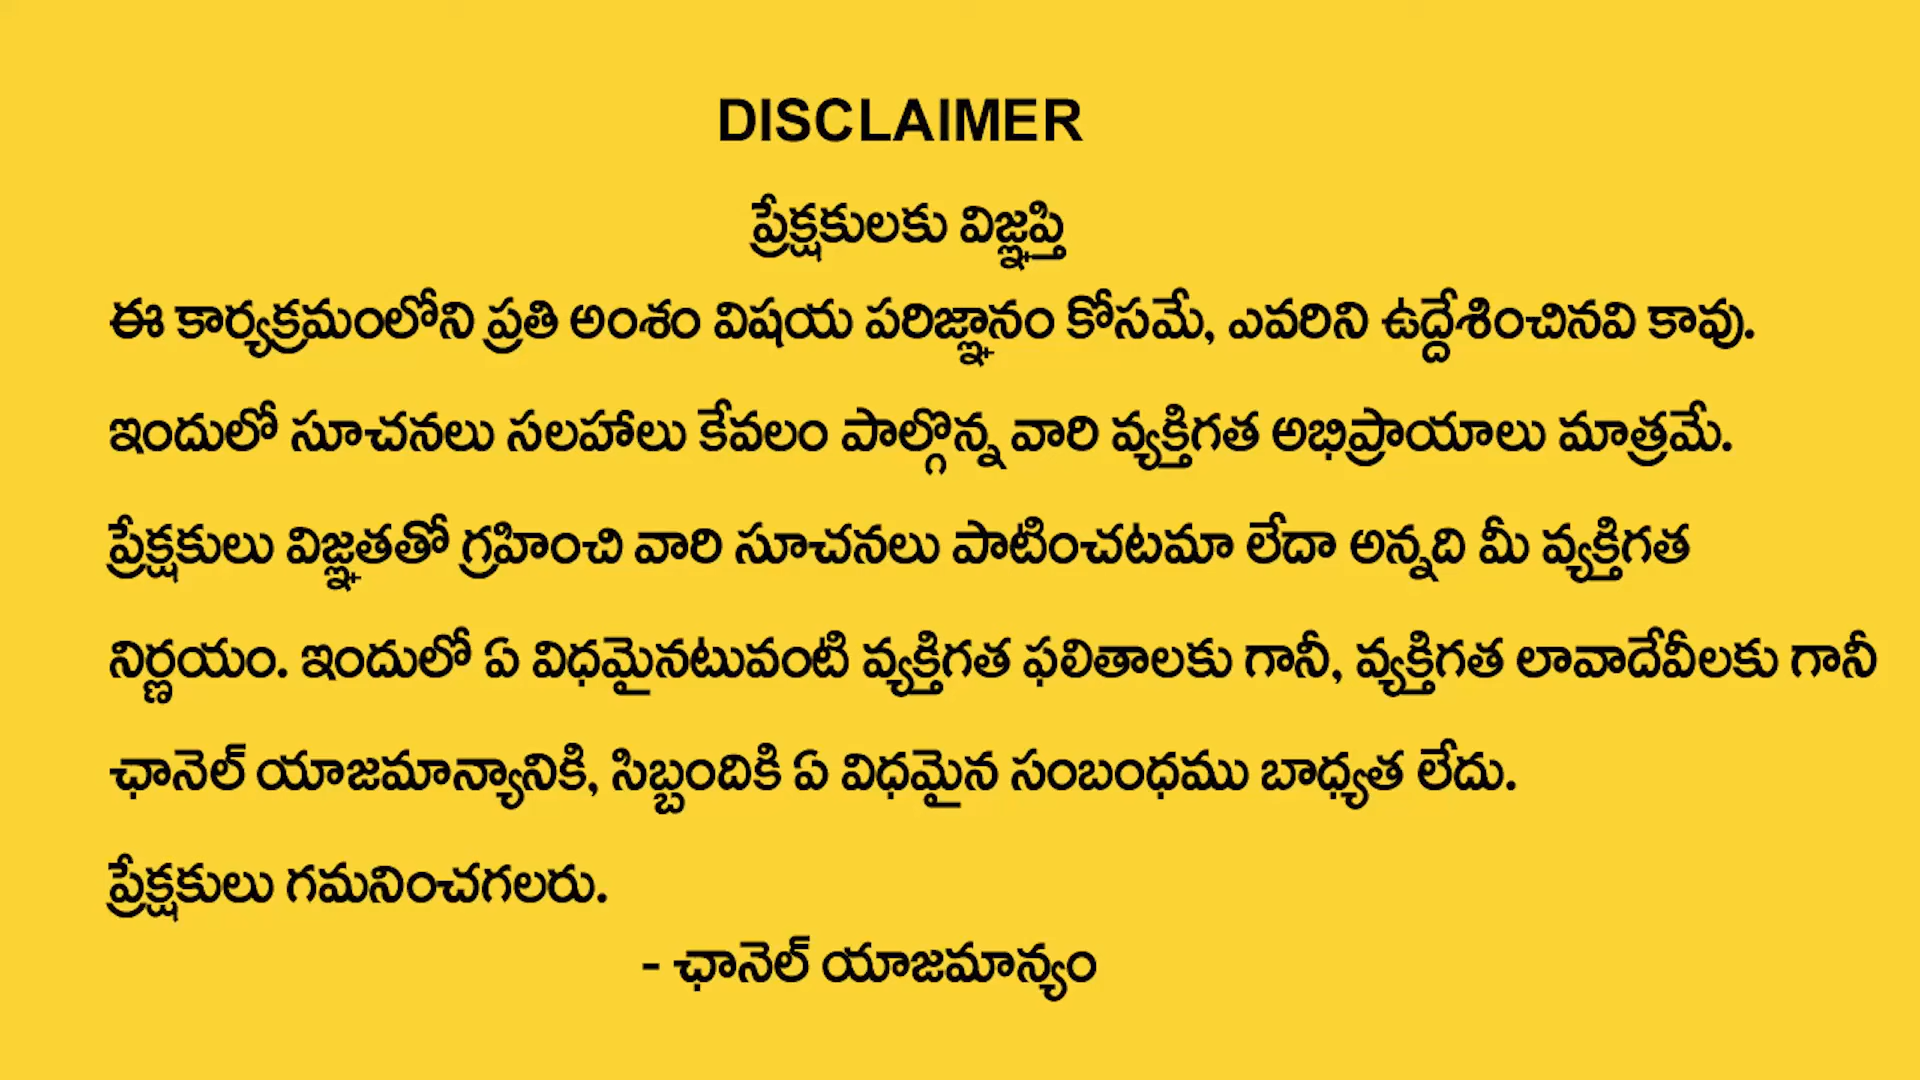 DISCLAIMER
ప్రేక్షకులకు విజ్ఞప్తి
ఈ కార్యక్రమంలోని ప్రతి అంశం విషయ పరిజ్ఞానం కోసమే, ఎవరిని ఉద్దేశించినవి కావు.
ఇందులో సూచనలు సలహాలు కేవలం పాల్గొన్న వారి వ్యక్తిగత అభిప్రాయాలు మాత్రమే.
ప్రేక్షకులు విజ్ఞతతో గ్రహించి వారి సూచనలు పాటించటమా లేదా అన్నది మీ వ్యక్తిగత
నిర్ణయం. ఇందులో ఏ విధమైనటువంటి వ్యక్తిగత ఫలితాలకు గానీ, వ్యక్తిగత లావాదేవీలకు గానీ
ఛానెల్ యాజమాన్యానికి, సిబ్బందికి ఏ విధమైన సంబంధము బాధ్యత లేదు.
ప్రేక్షకులు గమనించగలరు.
- ఛానెల్ యాజమాన్యం